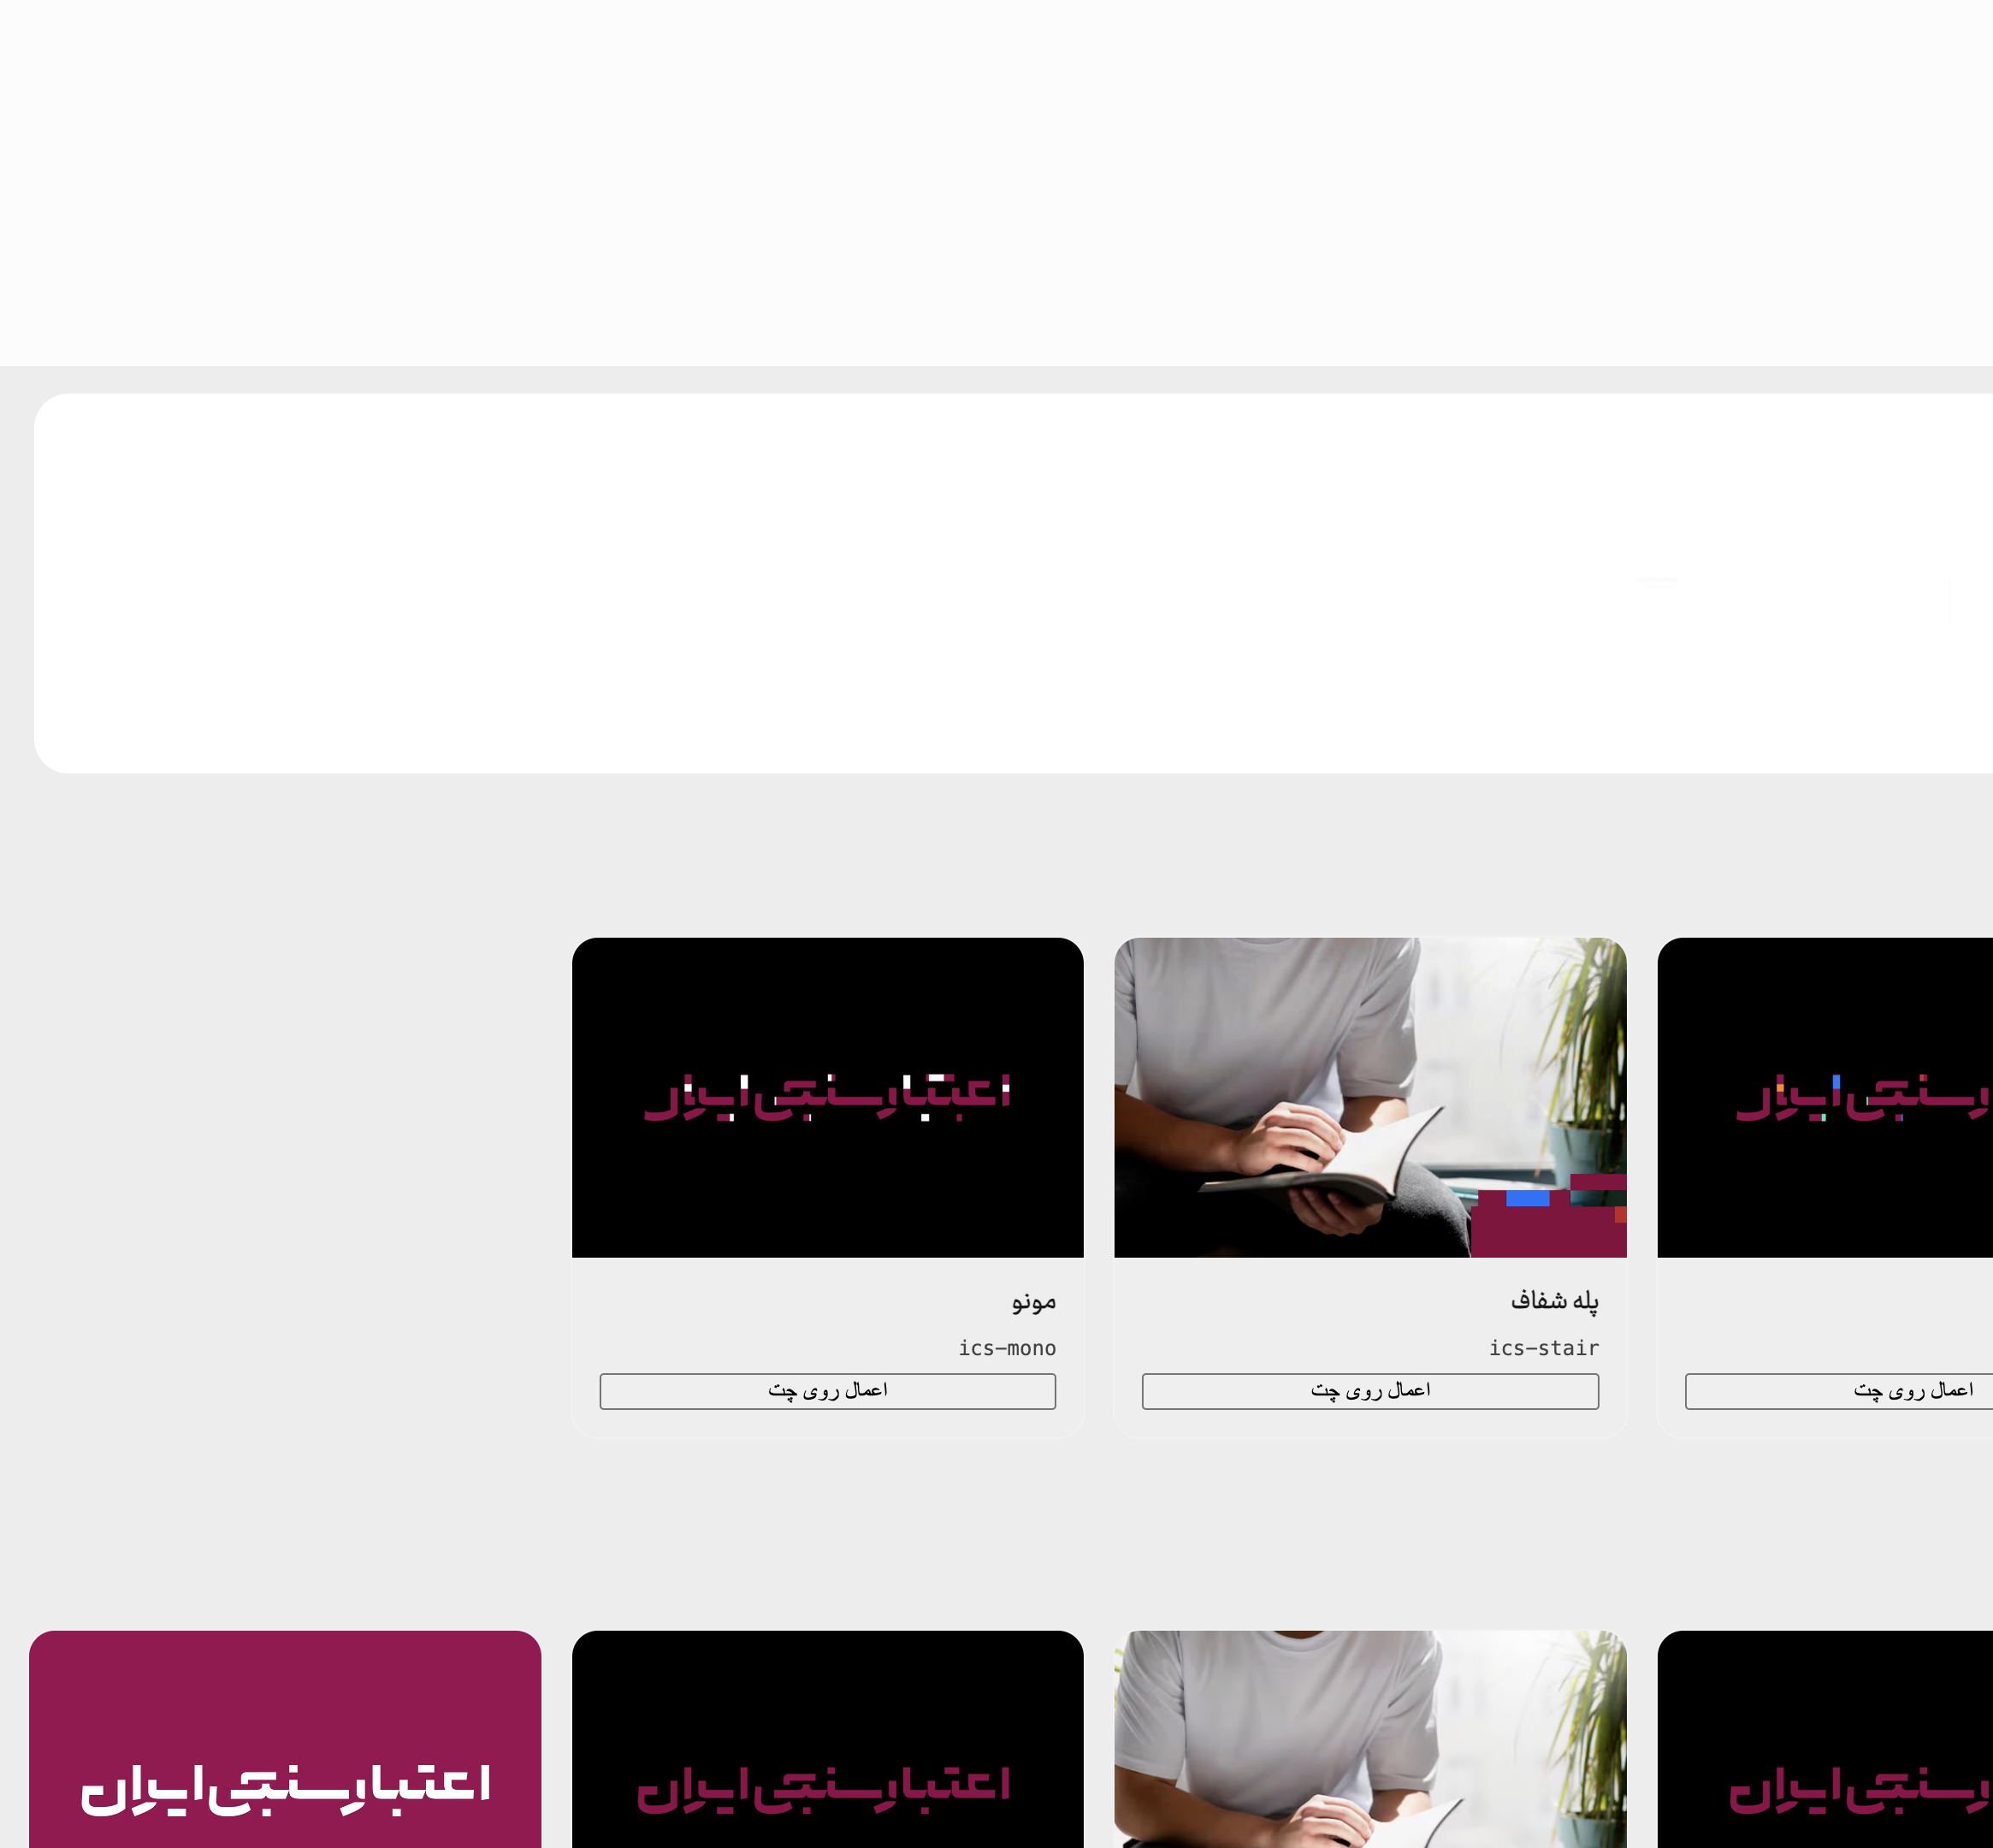 اعتبارسنجی ایران
مونو
ics-mono
اعمال روی چت
پله شفاف
ics-stair
اعمال روی چت
اعمال روی چت
اعتبارسنجی ایران
اعتبارسنجی ایران